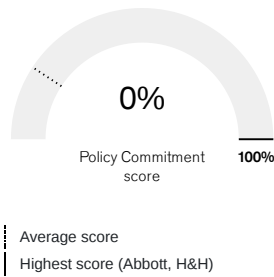 0%
Policy Commitment 100%
score
Average score
Highest score (Abbott, H&H)